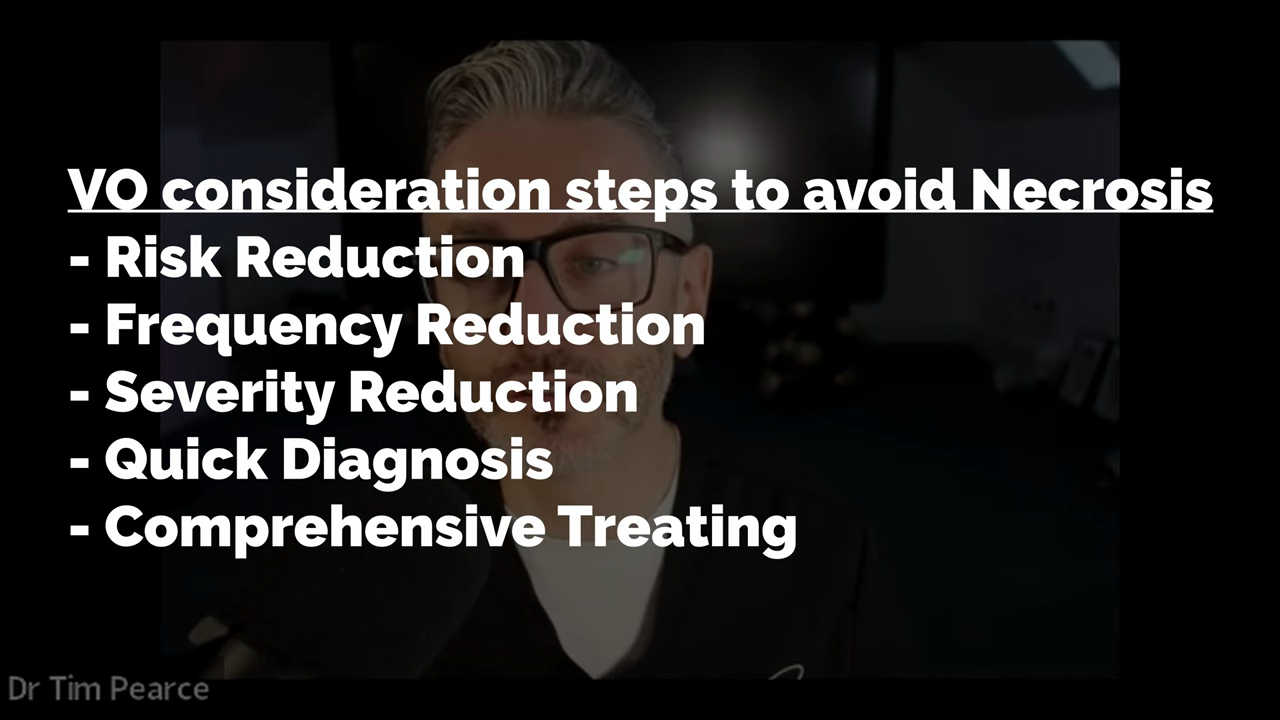 VO consideration steps to avoid Necrosis
- Risk Reduction
- Frequency Reduction
- Severity Reduction
- Quick Diagnosis
- Comprehensive Treating
Dr Tim Pearce